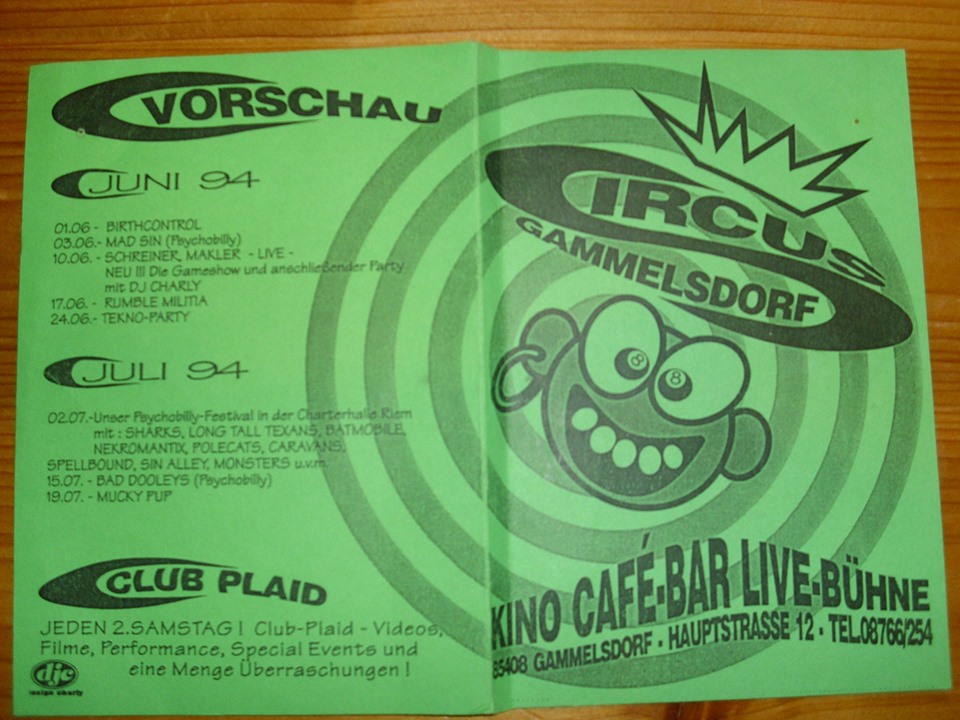 VORSCHAU
JUNI 94
01.06 - BIRTHCONTROL
03.06.- MAD SIN (Psychobilly)
10.06. - SCHREINER, MAKLER - LIVE -
NEU !!! Die Gameshow und anschließender Party
mit DJ CHARLY
17.06. - RUMBLE MILITIA
24.06.- TEKNO-PARTY
JULI 94
02.07.-Unser Psychobilly-Festival in der Charterhalle Riem
mit : SHARKS, LONG TALL TEXANS, BATMOBILE,
NEKROMANTIX, POLECATS, CARAVANS,
SPELLBOUND, SIN ALLEY, MONSTERS u.v.m.
15.07. - BAD DOOLEYS (Psychobilly)
19.07. - MUCKY PUP
CLUB PLAID
JEDEN 2.SAMSTAG ! Club-Plaid - Videos,
Filme, Performance, Special Events und
eine Menge Überraschungen !
djc
design charly
CIRCUS
GAMMELSDORF
8
8
KINO CAFÉ-BAR LIVE-BÜHNE
85408 GAMMELSDORF · HAUPTSTRASSE 12 · TEL.08766/254